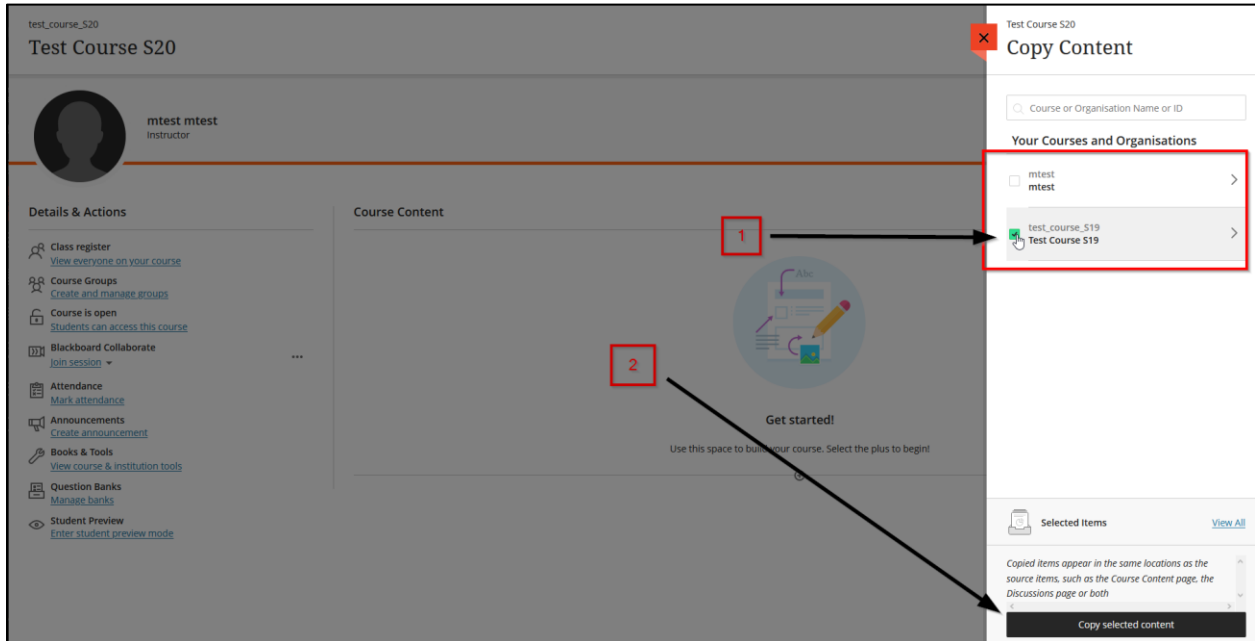 test_course_S20
Test Course S20
mtest mtest
Instructor
Details & Actions
Class register
View everyone on your course
Course Groups
Create and manage groups
Course is open
Students can access this course
Blackboard Collaborate
Join session
Attendance
Mark attendance
Announcements
Create announcement
Books & Tools
View course & institution tools
Question Banks
Manage banks
Student Preview
Enter student preview mode
Course Content
1
2
Abc
Get started!
Use this space to build your course. Select the plus to begin!
Test Course S20
Copy Content
Course or Organisation Name or ID
Your Courses and Organisations
mtest
mtest
test_course_S19
Test Course S19
Selected Items
View All
Copied items appear in the same locations as the
source items, such as the Course Content page, the
Discussions page or both
Copy selected content